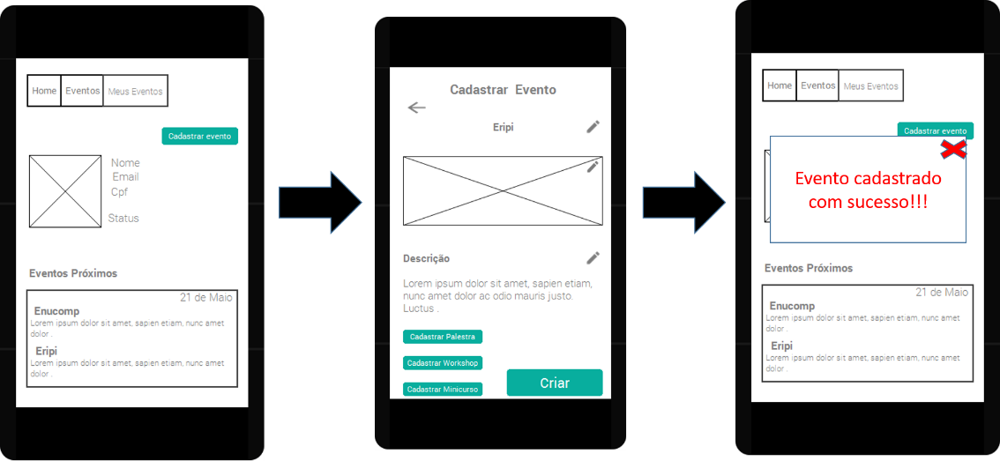 Home Eventos Meus Eventos
Cadastrar evento
Nome
Email
Cpf
Status
Eventos Próximos
21 de Maio
Enucomp
Lorem ipsum dolor sit amet, sapien etiam, nunc amet
dolor .
Eripi
Lorem ipsum dolor sit amet, sapien etiam, nunc amet
dolor .
Cadastrar Evento
Eripi
Descrição
Lorem ipsum dolor sit amet, sapien etiam,
nunc amet dolor ac odio mauris justo.
Luctus .
Cadastrar Palestra
Cadastrar Workshop
Cadastrar Minicurso
Criar
Home Eventos Meus Eventos
Cadastrar evento
Evento cadastrado
com sucesso!!!
Eventos Próximos
21 de Maio
Enucomp
Lorem ipsum dolor sit amet, sapien etiam, nunc amet
dolor .
Eripi
Lorem ipsum dolor sit amet, sapien etiam, nunc amet
dolor .